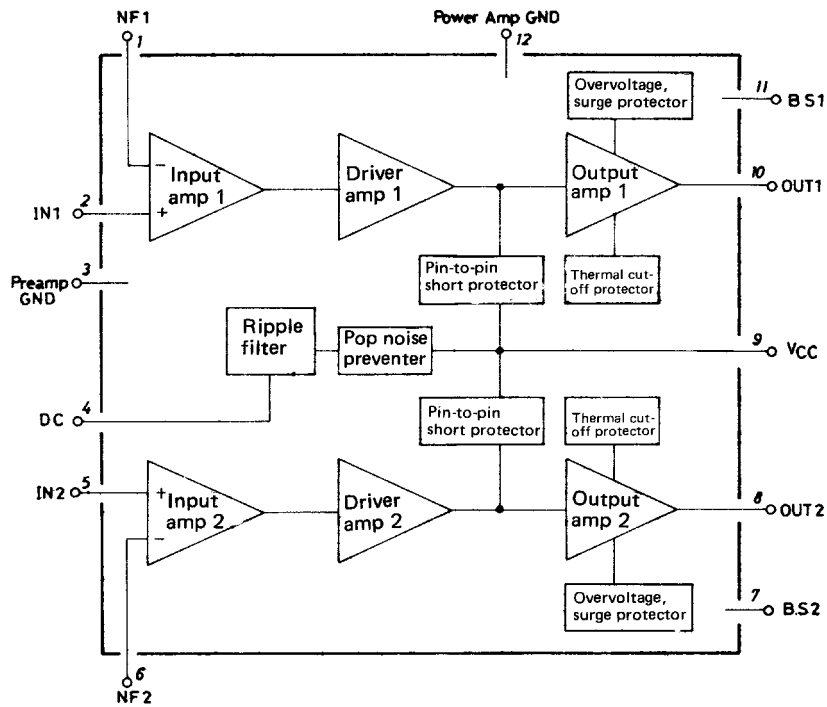 NF1
1
Power Amp GND
12
Overvoltage,
surge protector
11
B.S1
Input
amp 1
−
+
Driver
amp 1
Output
amp 1
10
OUT1
2
IN1
Pin-to-pin
short protector
Thermal cut-
off protector
3
Preamp
GND
Ripple
filter
Pop noise
preventer
9
VCC
4
DC
Pin-to-pin
short protector
Thermal cut-
off protector
5
IN2
+
−
Input
amp 2
Driver
amp 2
Output
amp 2
8
OUT2
Overvoltage,
surge protector
7
B.S2
6
NF2